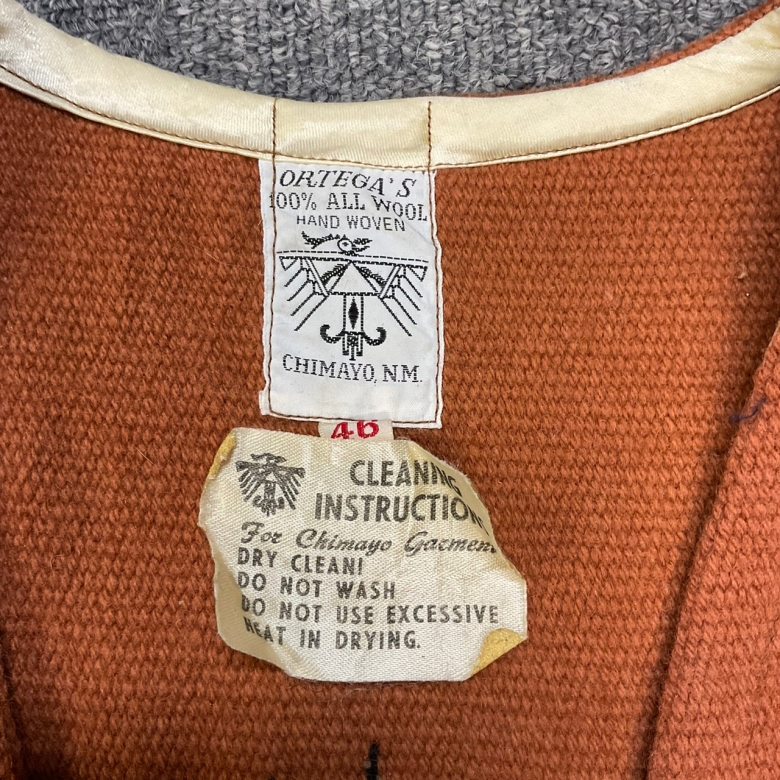 ORTEGA'S
100% ALL WOOL
HAND WOVEN
CHIMAYO, N.M.
46
CLEANING
INSTRUCTION
For Chimayo Garmen
DRY CLEAN!
DO NOT WASH
DO NOT USE EXCESSIVE
HEAT IN DRYING.